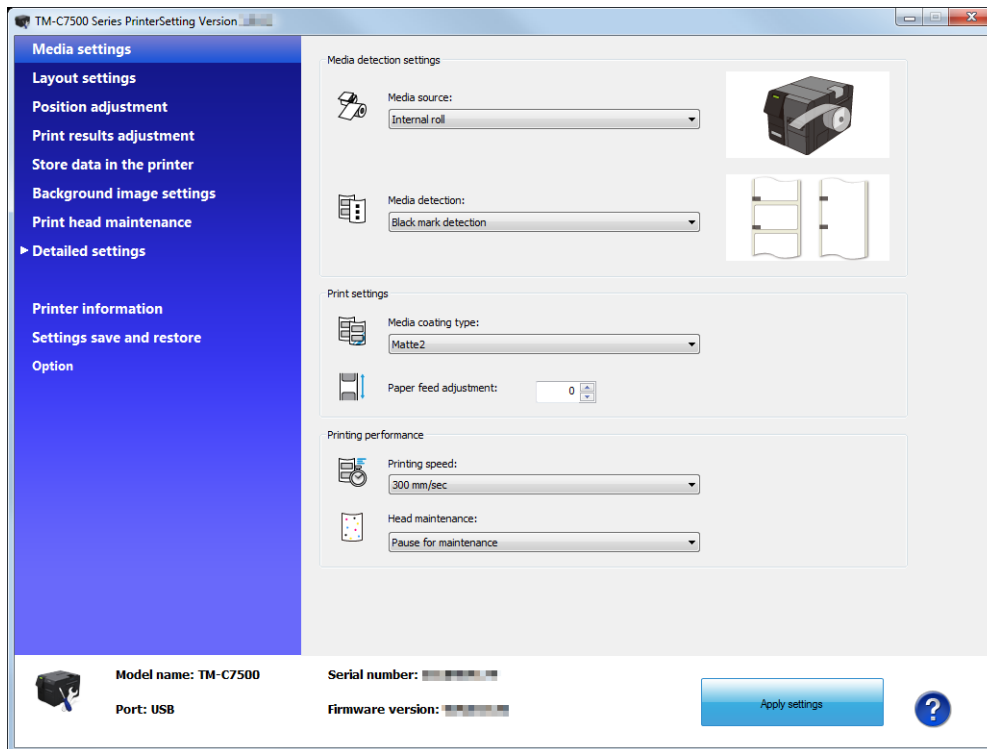 TM-C7500 Series PrinterSetting Version
Media settings
Layout settings
Position adjustment
Print results adjustment
Store data in the printer
Background image settings
Print head maintenance
Detailed settings
Printer information
Settings save and restore
Option
Media detection settings
Media source:
Internal roll
Media detection:
Black mark detection
Print settings
Media coating type:
Matte2
Paper feed adjustment: 0
Printing performance
Printing speed:
300 mm/sec
Head maintenance:
Pause for maintenance
Model name: TM-C7500
Port: USB
Serial number:
Firmware version:
Apply settings
?